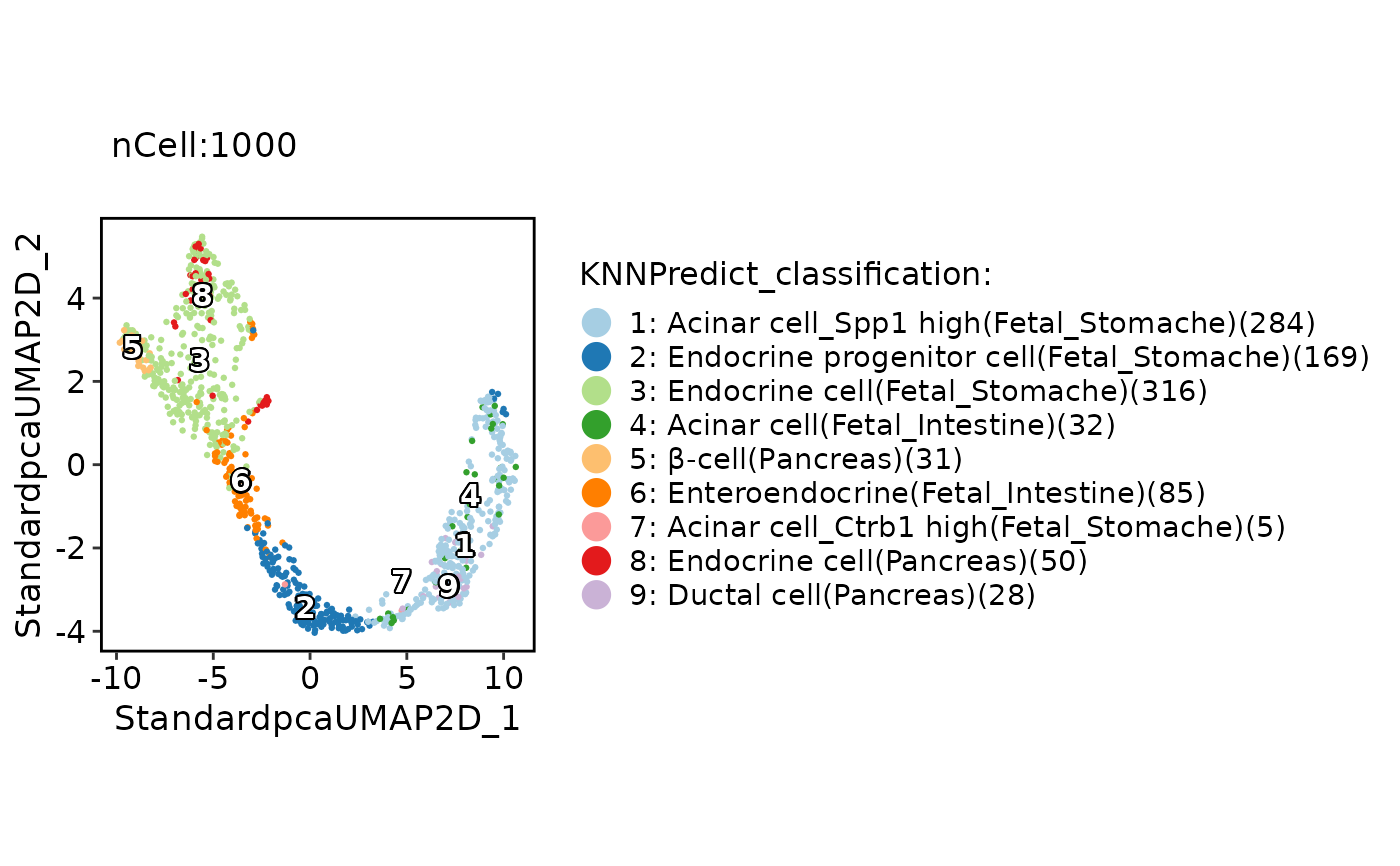 nCell:1000
StandardpcaUMAP2D_2
4
2
0
-2
-4
8
5
3
6
4
1
7
9
2
-10 -5 0 5 10
StandardpcaUMAP2D_1
KNNPredict_classification:
1: Acinar cell_Spp1 high(Fetal_Stomache)(284)
2: Endocrine progenitor cell(Fetal_Stomache)(169)
3: Endocrine cell(Fetal_Stomache)(316)
4: Acinar cell(Fetal_Intestine)(32)
5: β-cell(Pancreas)(31)
6: Enteroendocrine(Fetal_Intestine)(85)
7: Acinar cell_Ctrb1 high(Fetal_Stomache)(5)
8: Endocrine cell(Pancreas)(50)
9: Ductal cell(Pancreas)(28)